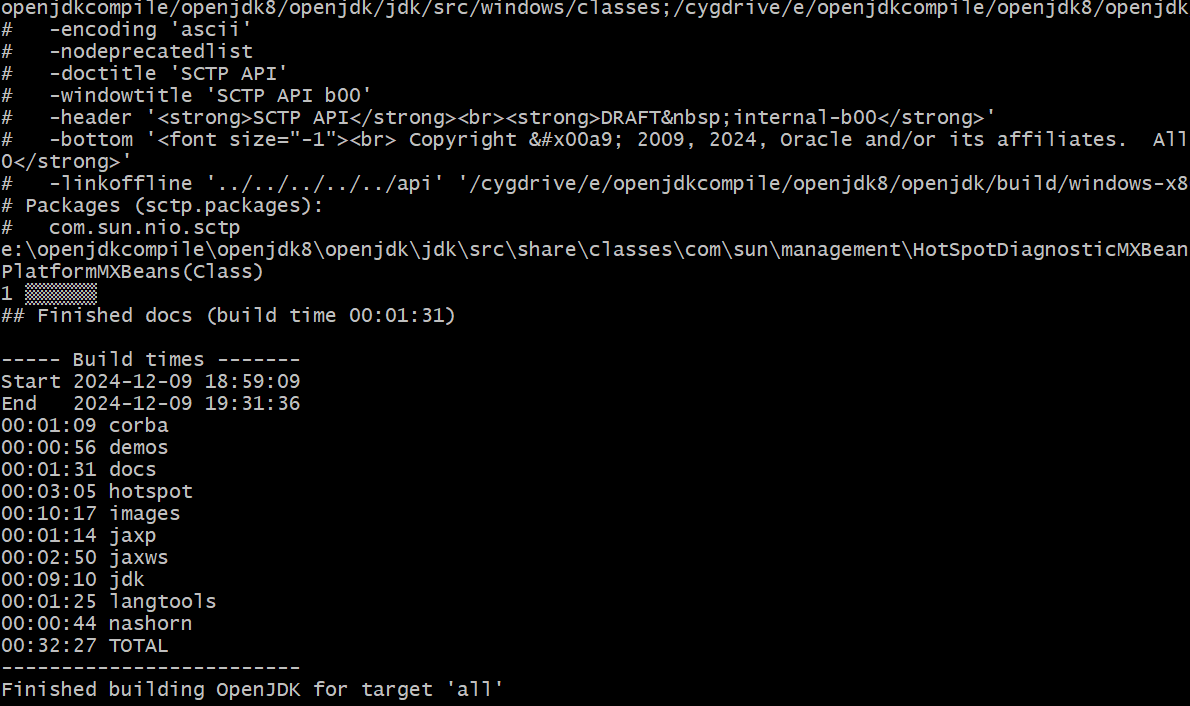 openjdkcompile/openjdk8/openjdk/jdk/src/windows/classes;/cygdrive/e/openjdkcompile/openjdk8/openjdk
#   -encoding 'ascii'
#   -nodeprecatedlist
#   -doctitle 'SCTP API'
#   -windowtitle 'SCTP API b00'
#   -header '<strong>SCTP API</strong><br><strong>DRAFT&nbsp;internal-b00</strong>'
#   -bottom '<font size="-1"><br> Copyright &#x00a9; 2009, 2024, Oracle and/or its affiliates.  All
0</strong>'
#   -linkoffline '../../../../../api' '/cygdrive/e/openjdkcompile/openjdk8/openjdk/build/windows-x8
# Packages (sctp.packages):
#   com.sun.nio.sctp
e:\openjdkcompile\openjdk8\openjdk\jdk\src\share\classes\com\sun\management\HotSpotDiagnosticMXBean
PlatformMXBeans(Class)
1 ▒▒▒▒▒▒
## Finished docs (build time 00:01:31)
----- Build times -------
Start 2024-12-09 18:59:09
End   2024-12-09 19:31:36
00:01:09 corba
00:00:56 demos
00:01:31 docs
00:03:05 hotspot
00:10:17 images
00:01:14 jaxp
00:02:50 jaxws
00:09:10 jdk
00:01:25 langtools
00:00:44 nashorn
00:32:27 TOTAL
-------------------------
Finished building OpenJDK for target 'all'